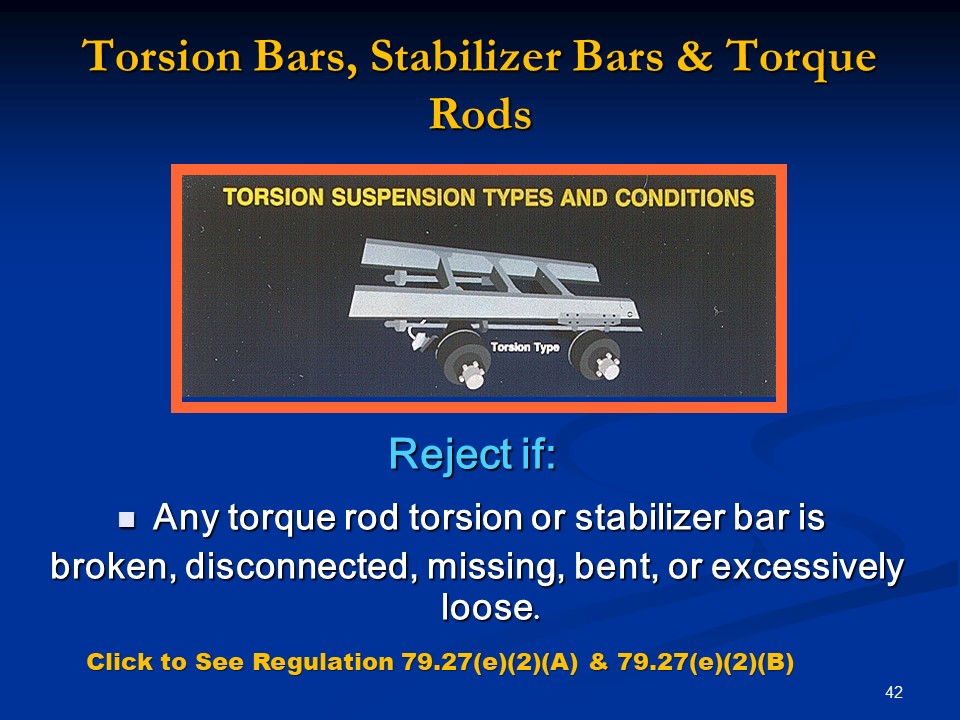 Torsion Bars, Stabilizer Bars & Torque
Rods
TORSION SUSPENSION TYPES AND CONDITIONS
Torsion Type
Reject if:
Any torque rod torsion or stabilizer bar is
broken, disconnected, missing, bent, or excessively
loose.
Click to See Regulation 79.27(e)(2)(A) & 79.27(e)(2)(B)
42